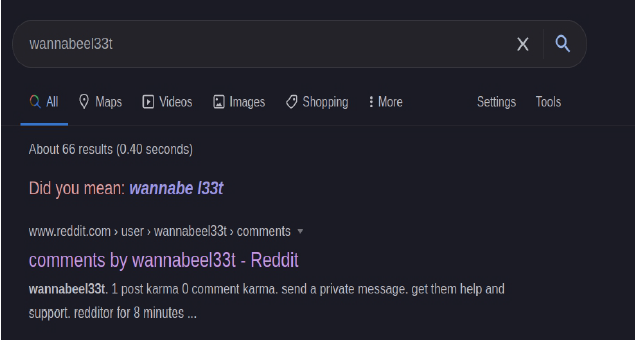 wannabeel33t
All Maps Videos Images Shopping More Settings Tools
About 66 results (0.40 seconds)
Did you mean: wannabe l33t
www.reddit.com › user › wannabeel33t › comments
comments by wannabeel33t - Reddit
wannabeel33t. 1 post karma 0 comment karma. send a private message. get them help and
support. redditor for 8 minutes ...